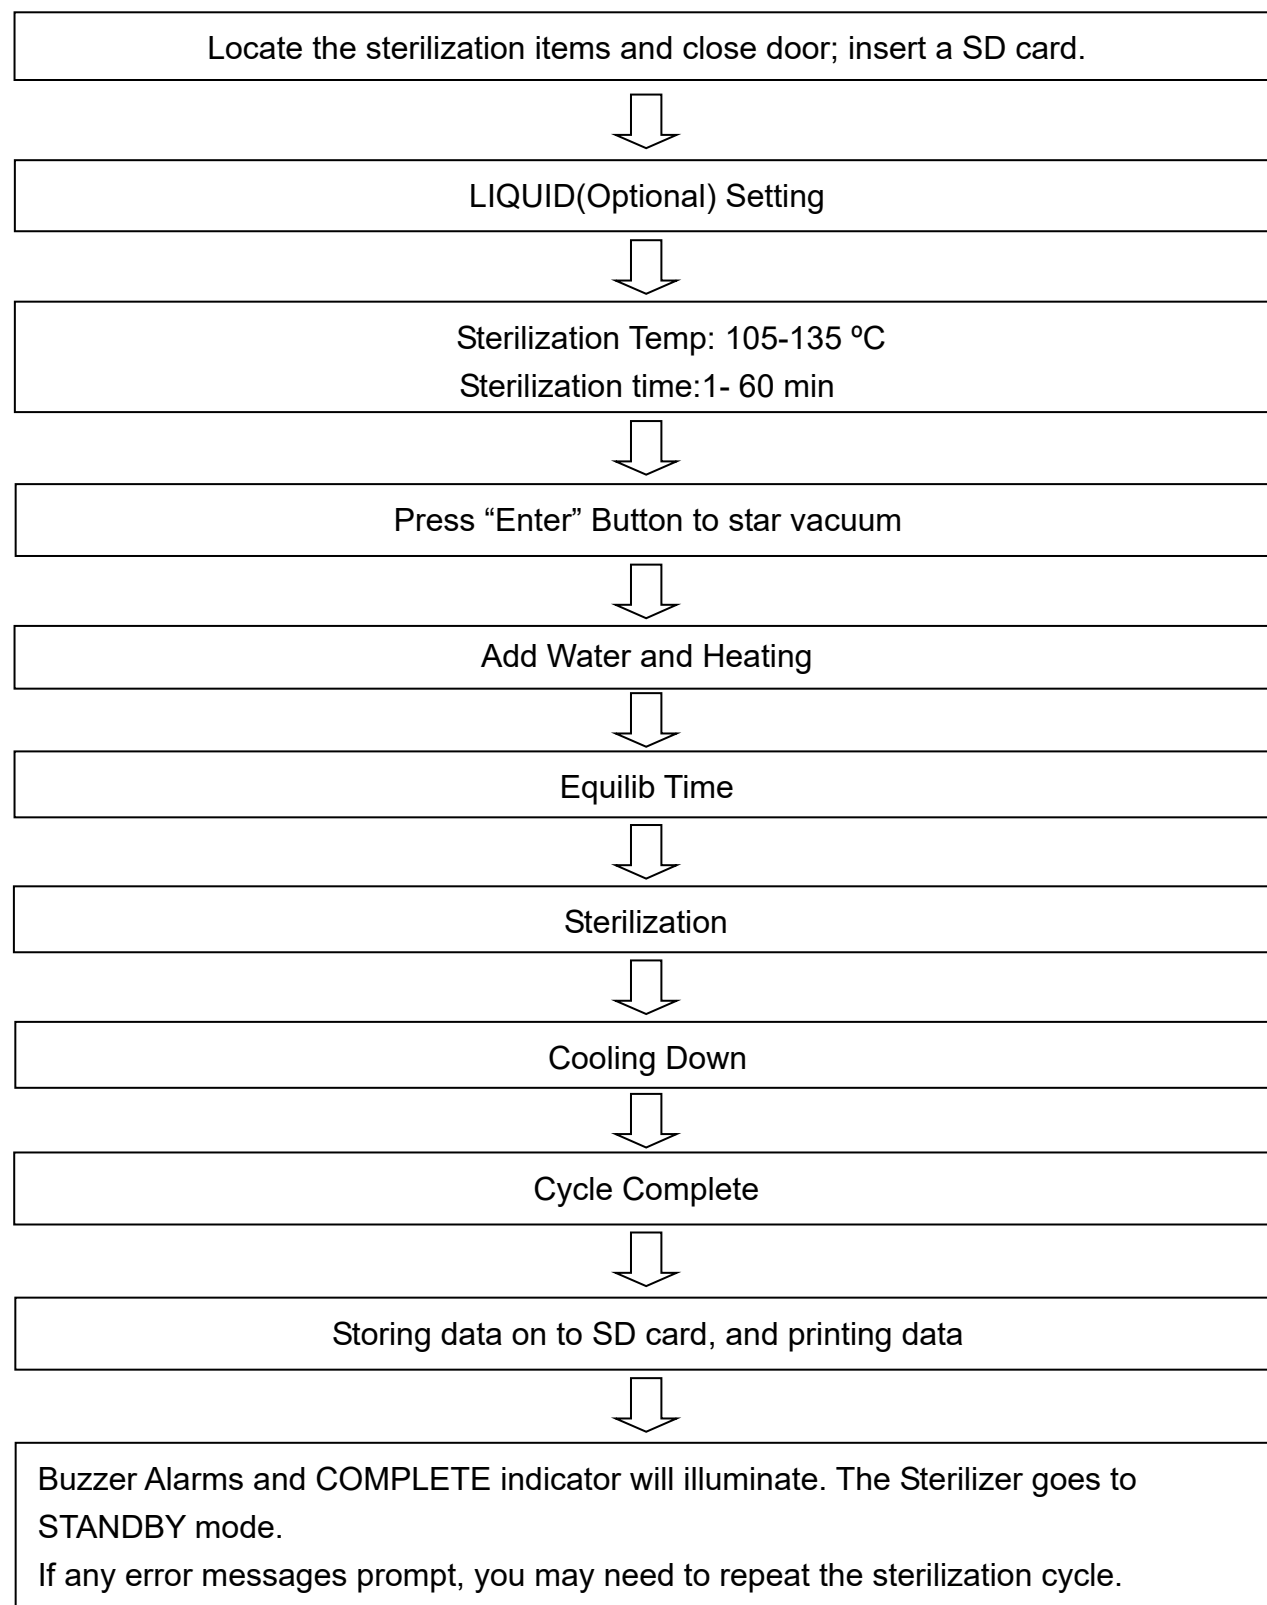 Locate the sterilization items and close door; insert a SD card.
LIQUID(Optional) Setting
Sterilization Temp: 105-135 ºC
Sterilization time:1- 60 min
Press “Enter” Button to star vacuum
Add Water and Heating
Equilib Time
Sterilization
Cooling Down
Cycle Complete
Storing data on to SD card, and printing data
Buzzer Alarms and COMPLETE indicator will illuminate. The Sterilizer goes to
STANDBY mode.
If any error messages prompt, you may need to repeat the sterilization cycle.